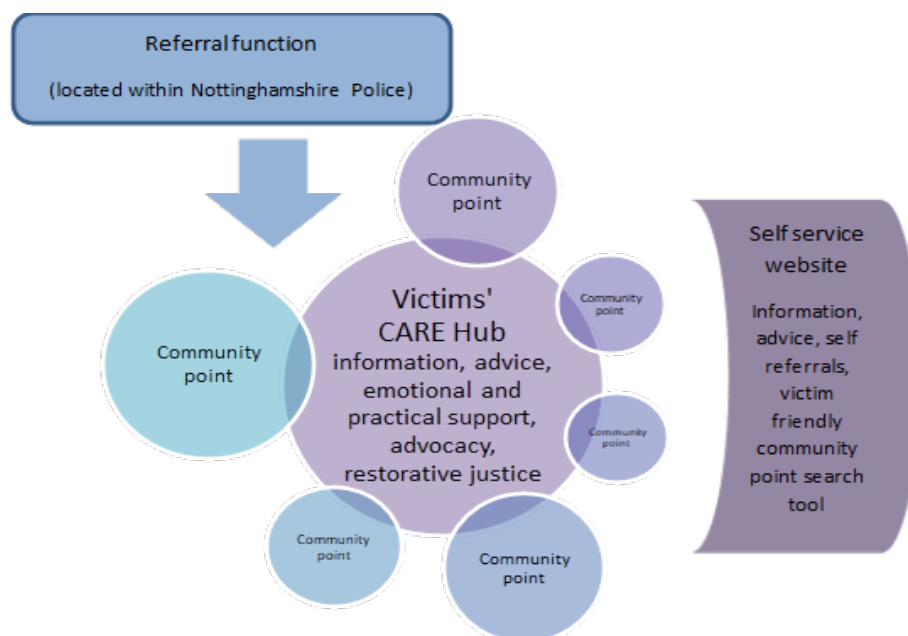 Referral function
(located within Nottinghamshire Police)
Community
point
Community
point
Community
point
Victims'
CARE Hub
information, advice,
emotional and
practical support,
advocacy,
restorative justice
Community
point
Community
point
Community
point
Self service
website
Information,
advice, self
referrals,
victim
friendly
community
point search
tool